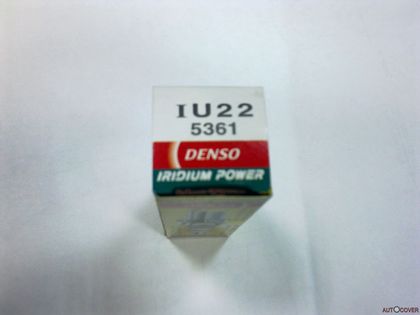 IU22
5361
DENSO
IRIDIUM POWER
AUTOCOVER